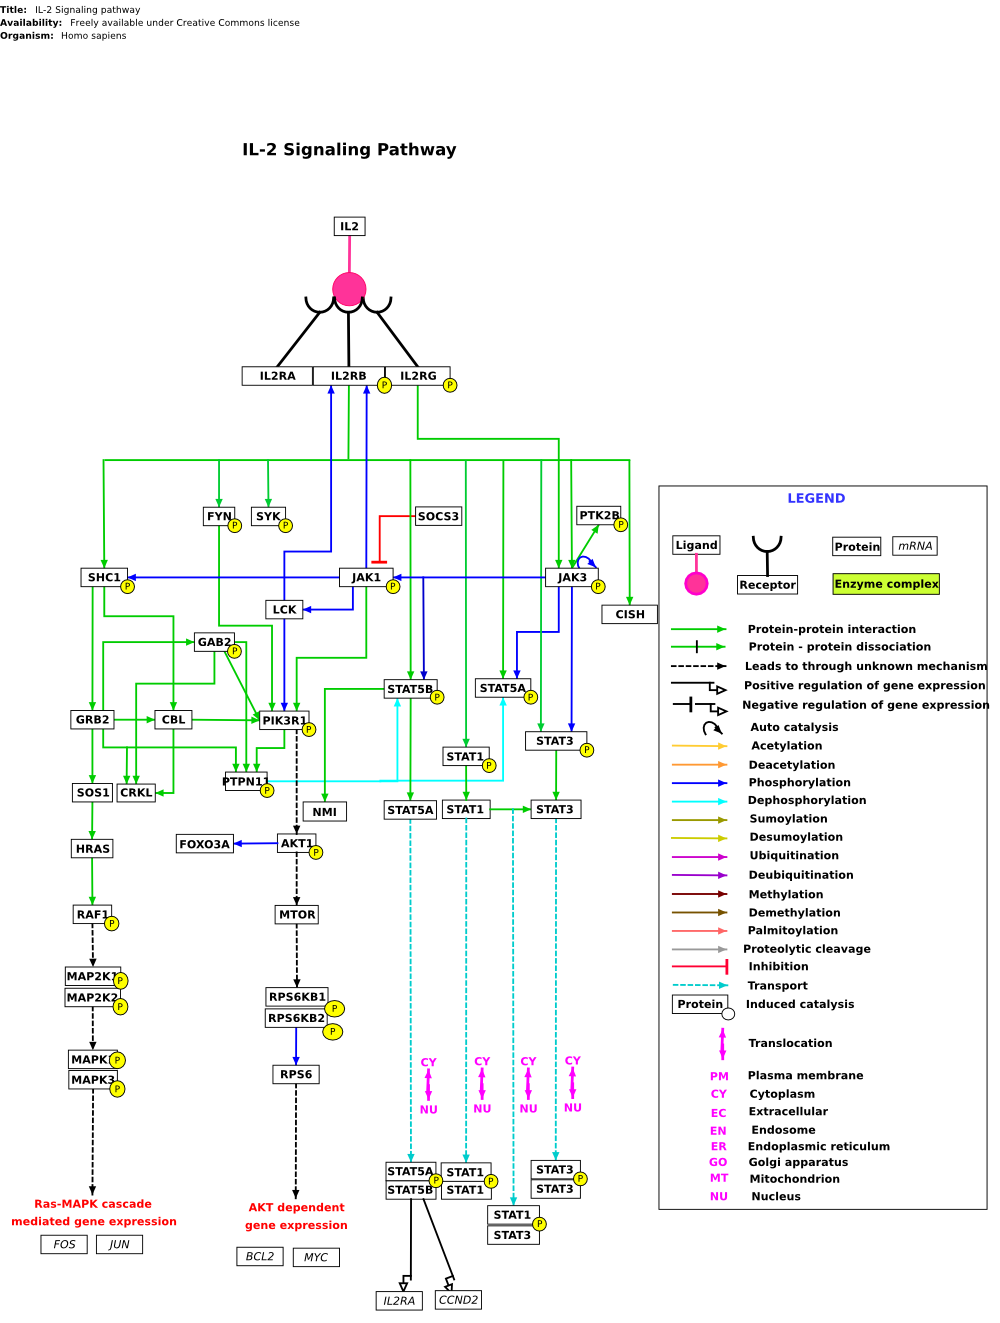 Title: IL-2 Signaling pathway
Availability: Freely available under Creative Commons license
Organism: Homo sapiens
IL-2 Signaling Pathway
IL2
IL2RA IL2RB P IL2RG P
FYN P SYK P SOCS3 PTK2B P
SHC1 P JAK1 P JAK3 P
LCK CISH
GAB2 P
STAT5B P STAT5A P
GRB2 CBL PIK3R1 P
STAT3 P
STAT1 P
PTPN11 P
SOS1 CRKL
NMI STAT5A STAT1 STAT3
HRAS FOXO3A AKT1 P
RAF1 P MTOR
MAP2K1 P
MAP2K2 P
RPS6KB1 P
RPS6KB2 P
MAPK P
MAPK3 P
RPS6
CY CY CY CY
NU NU NU NU
STAT5A STAT1 STAT3
P P P
STAT5B STAT1 STAT3
STAT1
P
STAT3
Ras-MAPK cascade
mediated gene expression
FOS JUN
AKT dependent
gene expression
BCL2 MYC
IL2RA CCND2
LEGEND
Ligand Receptor Protein mRNA
Enzyme complex
Protein-protein interaction
Protein - protein dissociation
Leads to through unknown mechanism
Positive regulation of gene expression
Negative regulation of gene expression
Auto catalysis
Acetylation
Deacetylation
Phosphorylation
Dephosphorylation
Sumoylation
Desumoylation
Ubiquitination
Deubiquitination
Methylation
Demethylation
Palmitoylation
Proteolytic cleavage
Inhibition
Transport
Protein Induced catalysis
Translocation
PM Plasma membrane
CY Cytoplasm
EC Extracellular
EN Endosome
ER Endoplasmic reticulum
GO Golgi apparatus
MT Mitochondrion
NU Nucleus